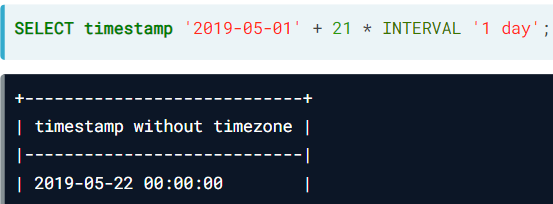 SELECT timestamp '2019-05-01' + 21 * INTERVAL '1 day';
+----------------------------+
| timestamp without timezone |
|----------------------------|
| 2019-05-22 00:00:00        |